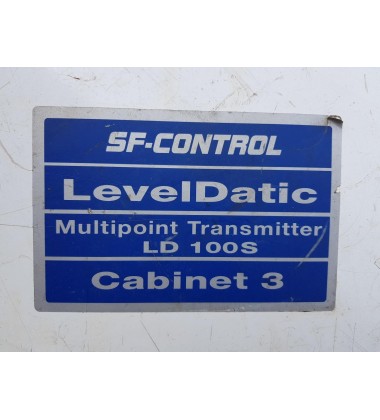 SF-CONTROL
LevelDatic
Multipoint Transmitter
LD 100S
Cabinet 3